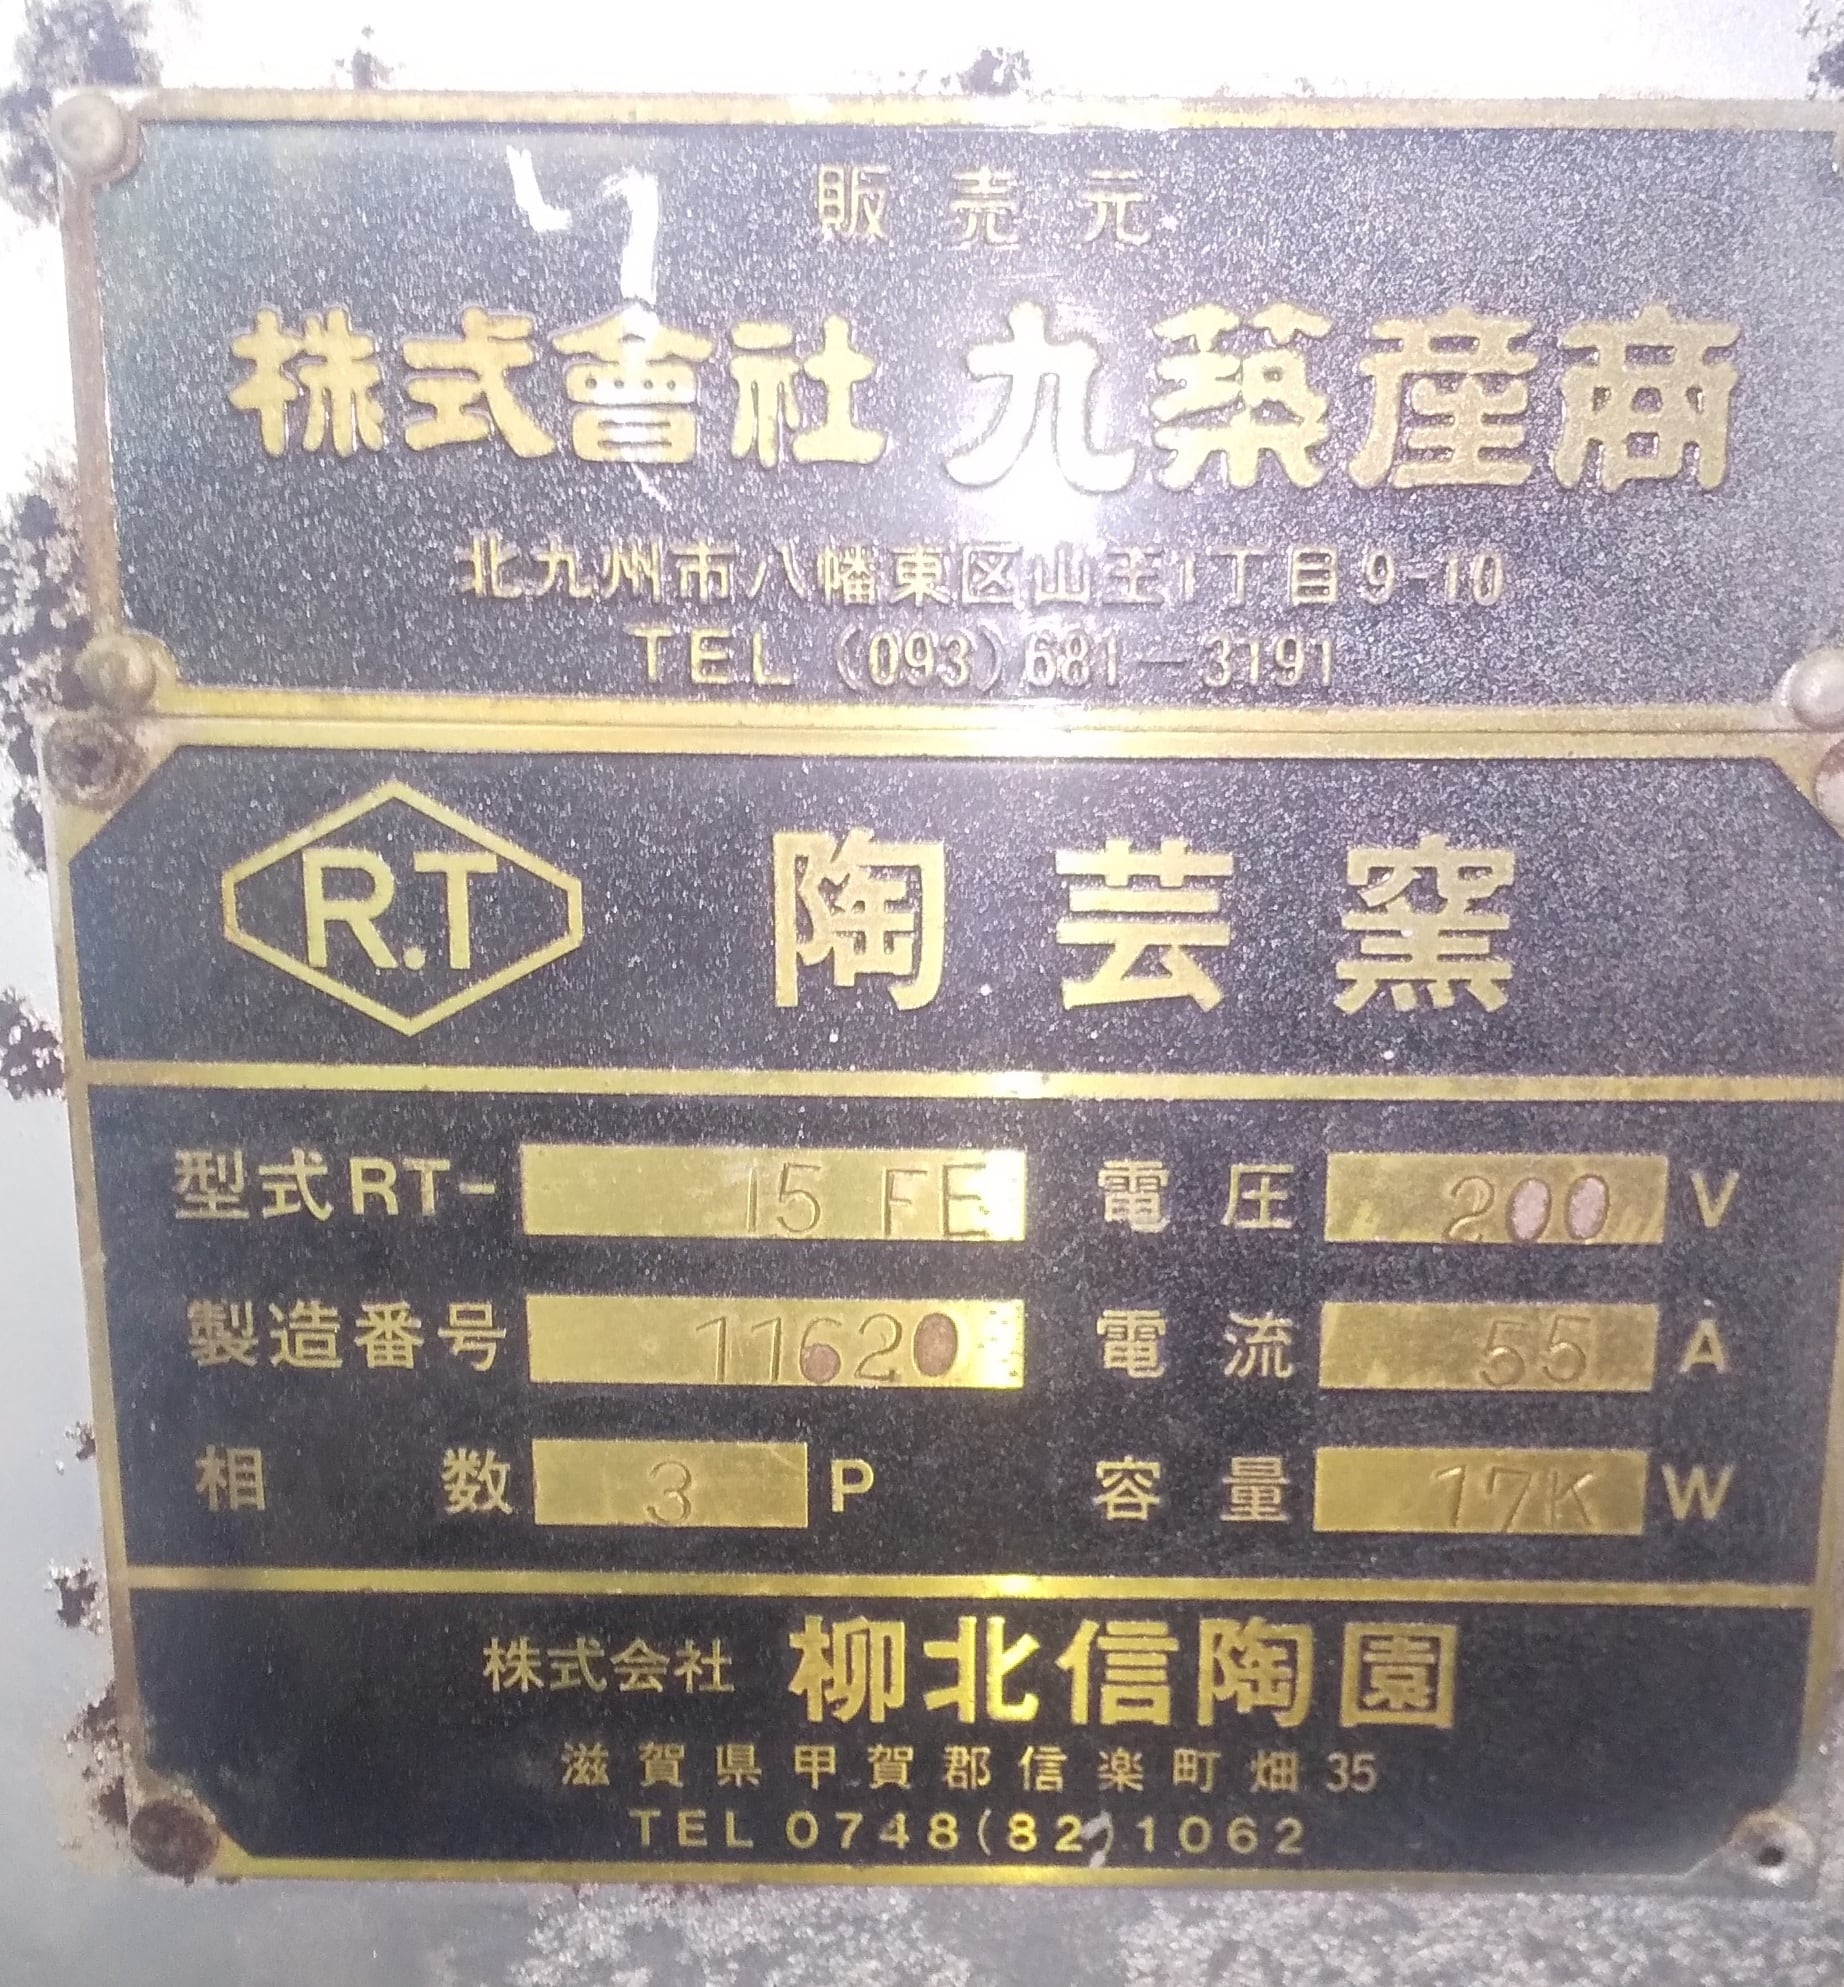 販売元
株式會社 九築産商
北九州市八幡東区山王1丁目9-10
TEL (093)681-3191
R.T 陶芸窯
型式RT- 15 FE 電圧 200 V
製造番号 11620 電流 55 A
相数 3 P 容量 17K W
株式会社 柳北信陶園
滋賀県甲賀郡信楽町畑35
TEL 0748(82)1062